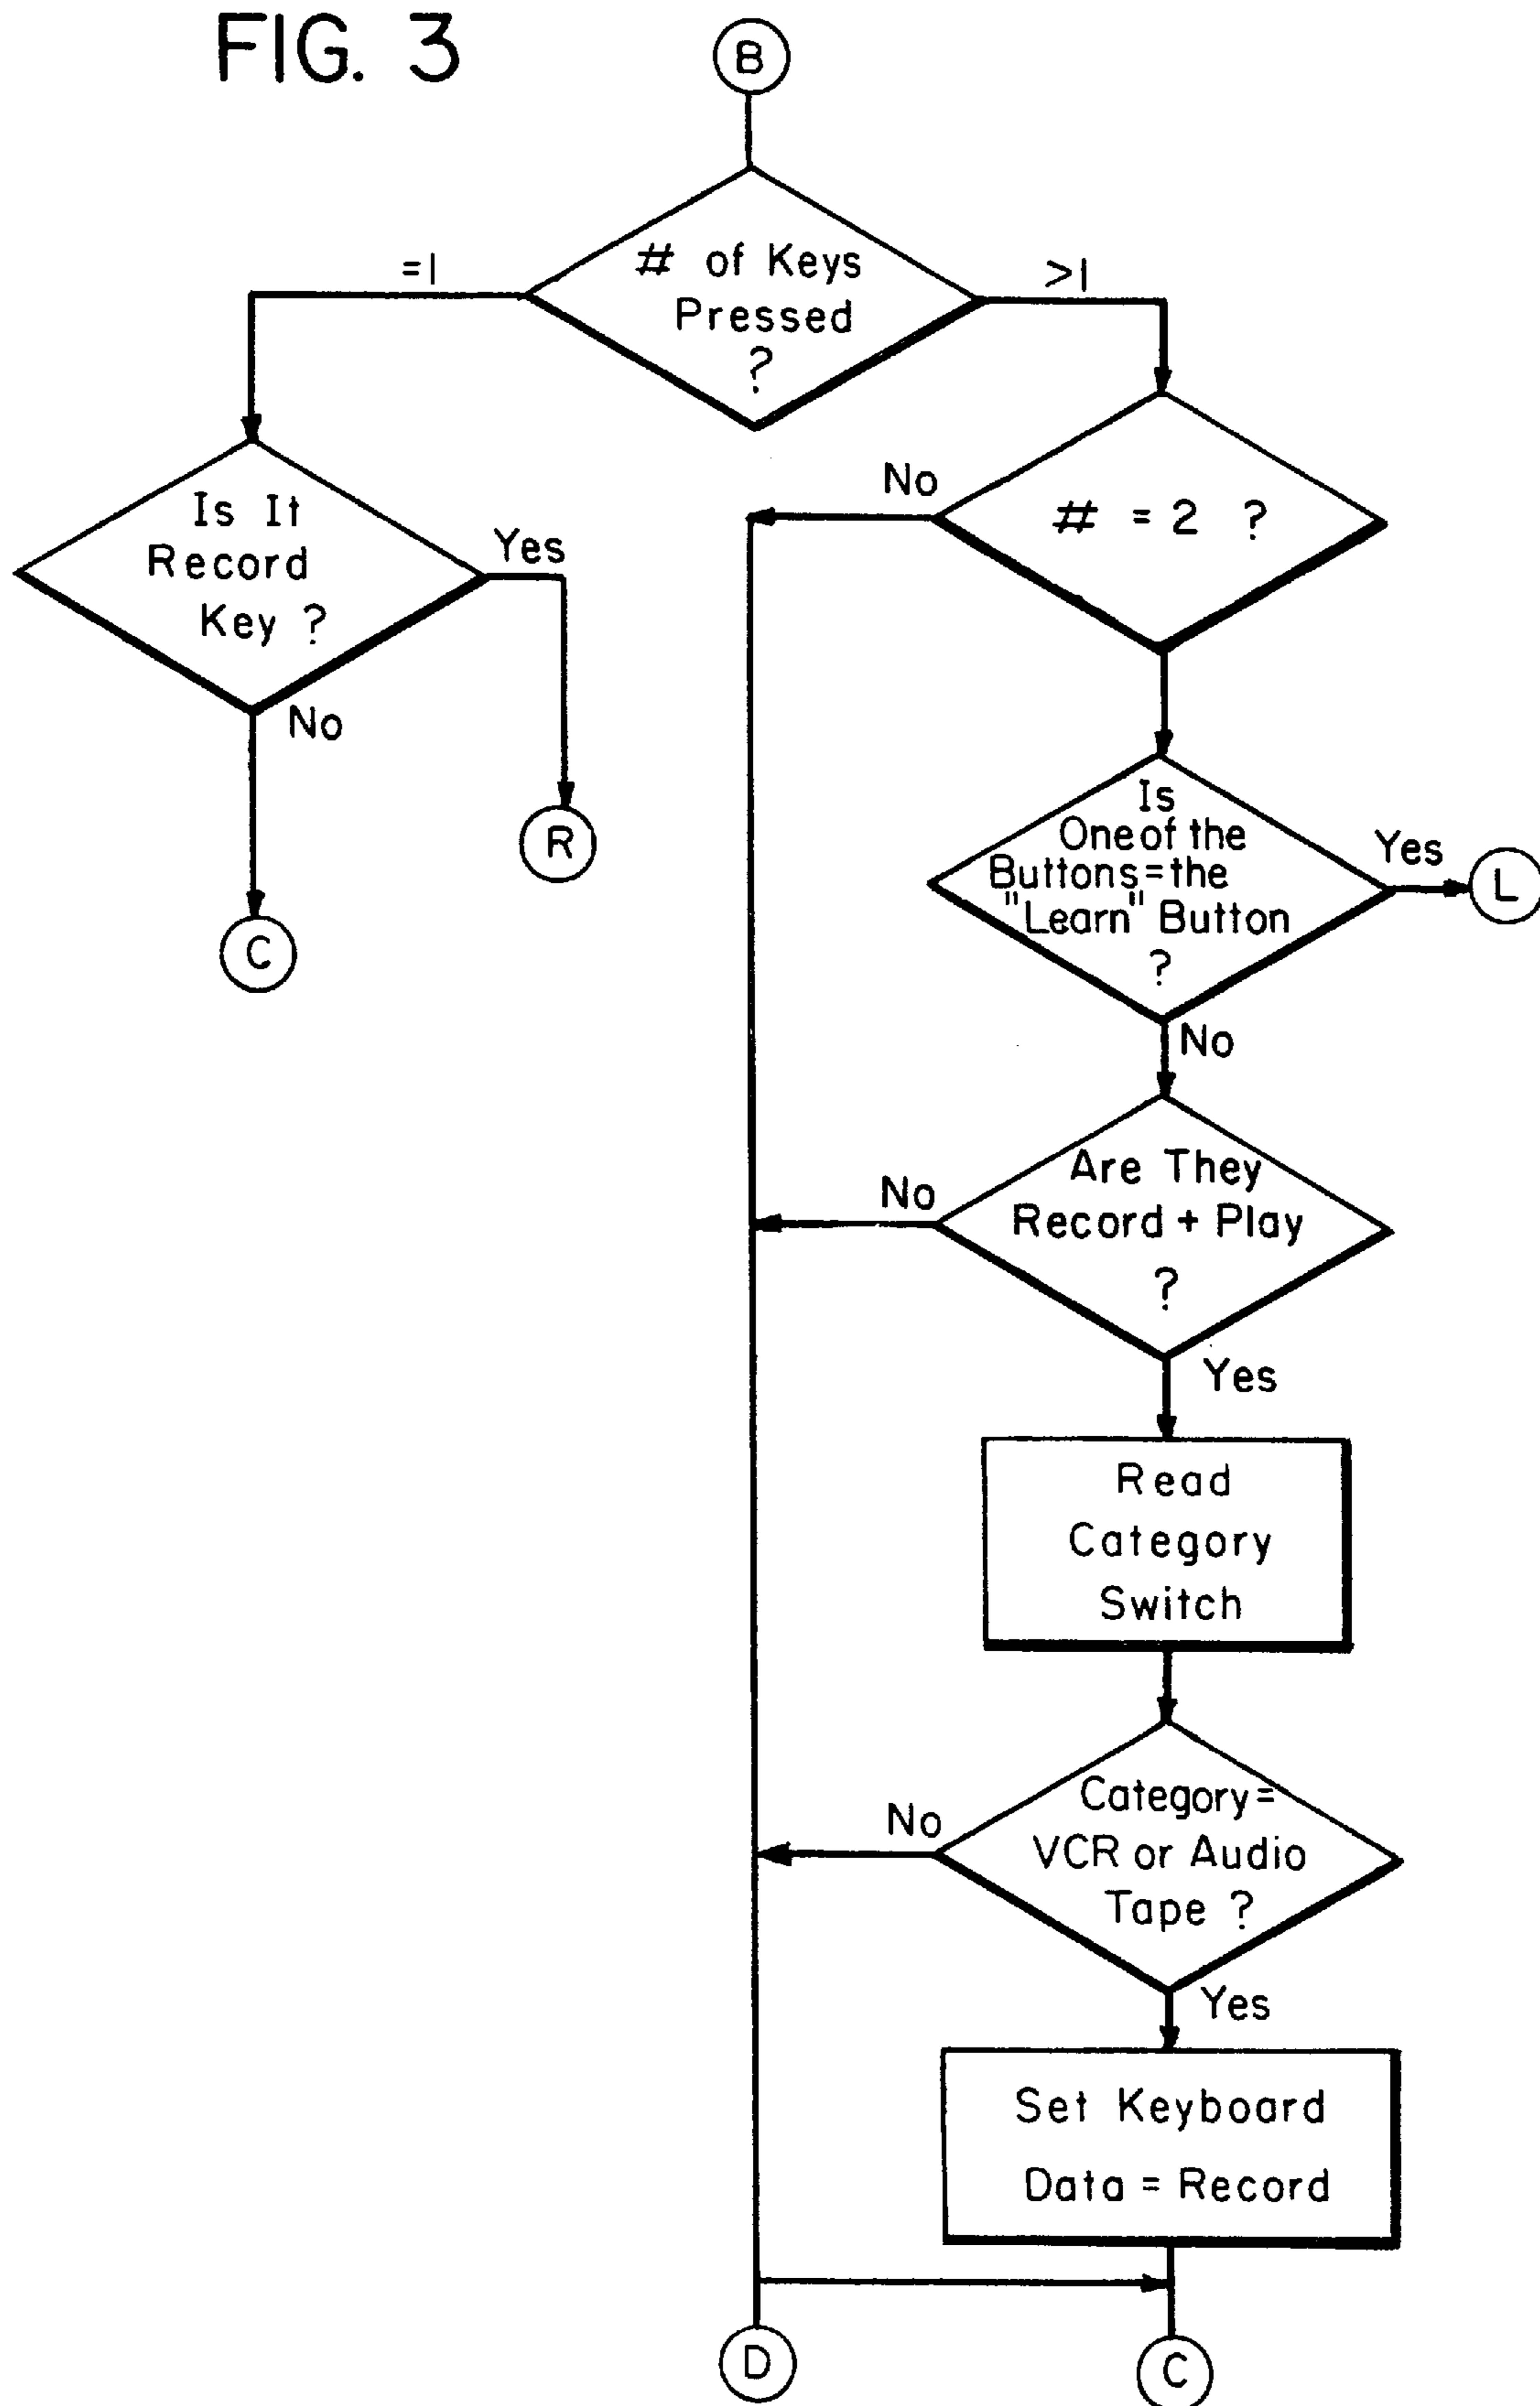 FIG. 3
B
# of Keys
Pressed
?
=1
>1
Is It
Record
Key ?
Yes
No
R
C
# = 2 ?
No
Is
One of the
Buttons=the
"Learn" Button
?
Yes
L
No
Are They
Record + Play
?
No
Yes
Read
Category
Switch
Category=
VCR or Audio
Tape ?
No
Yes
Set Keyboard
Data = Record
D
C